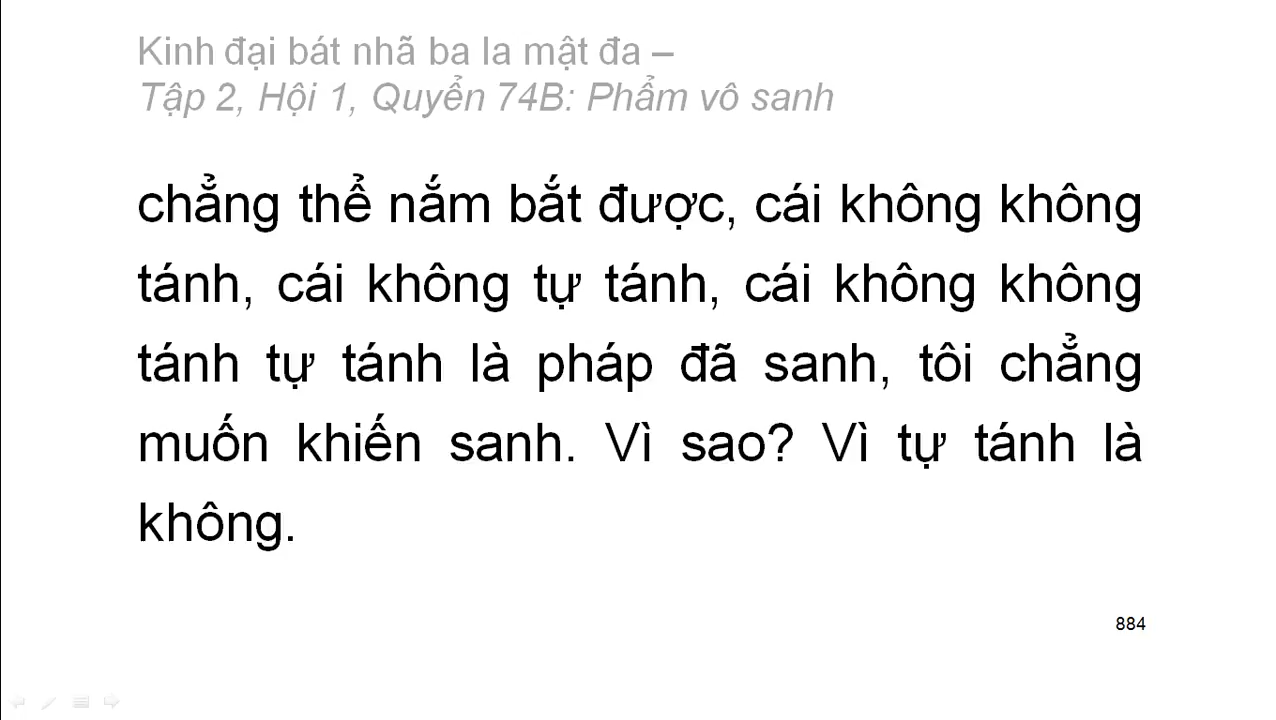 Kinh đại bát nhã ba la mật đa –
Tập 2, Hội 1, Quyển 74B: Phẩm vô sanh
chẳng thể nắm bắt được, cái không không
tánh, cái không tự tánh, cái không không
tánh tự tánh là pháp đã sanh, tôi chẳng
muốn khiến sanh. Vì sao? Vì tự tánh là
không.
884